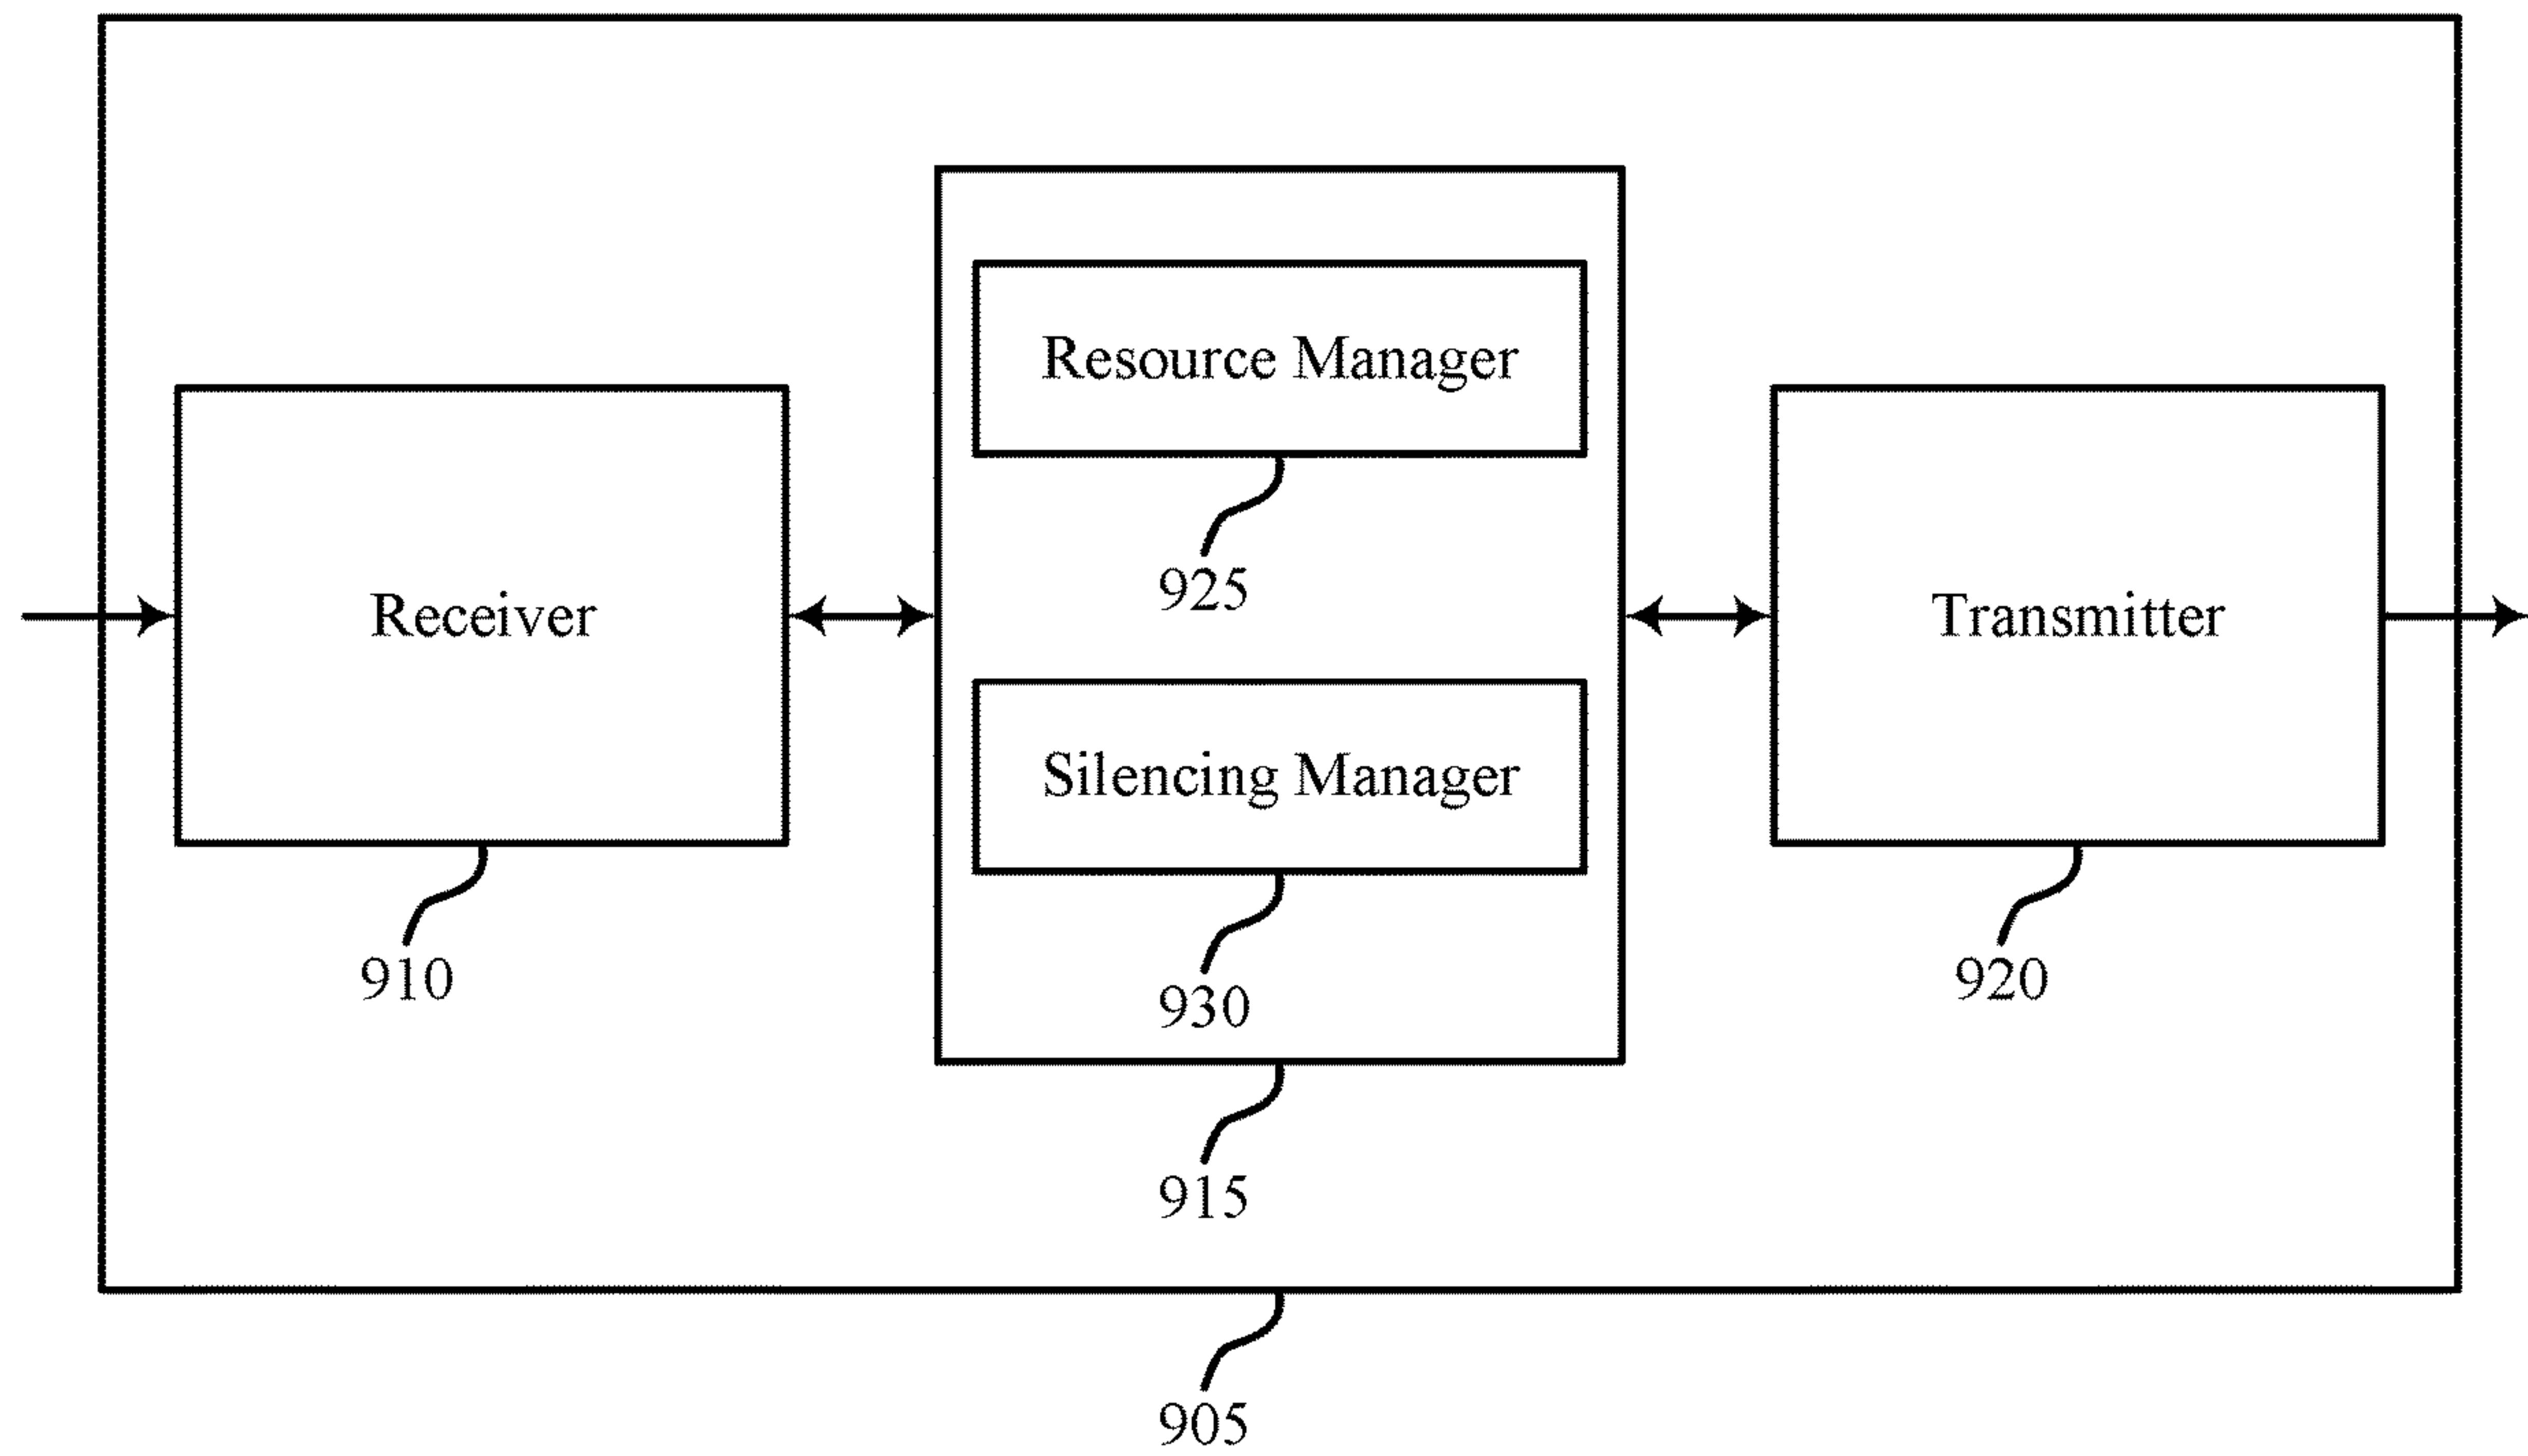 Resource Manager
925
Receiver
Transmitter
Silencing Manager
910
930
920
915
905